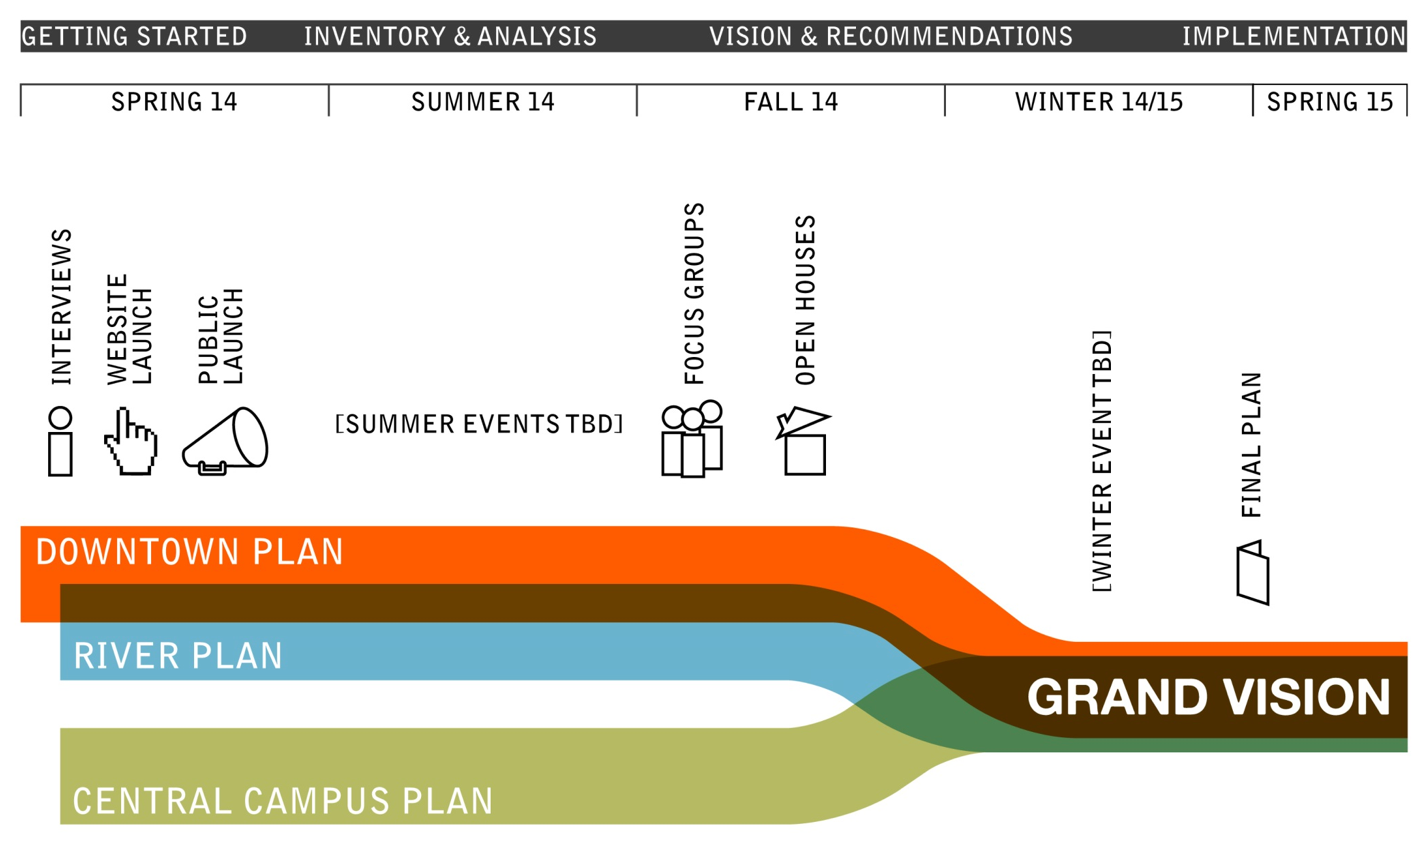 GETTING STARTED INVENTORY & ANALYSIS VISION & RECOMMENDATIONS IMPLEMENTATION
SPRING 14 SUMMER 14 FALL 14 WINTER 14/15 SPRING 15
INTERVIEWS
WEBSITE
LAUNCH
PUBLIC
LAUNCH
[SUMMER EVENTS TBD]
FOCUS GROUPS
OPEN HOUSES
[WINTER EVENT TBD]
FINAL PLAN
DOWNTOWN PLAN
RIVER PLAN
GRAND VISION
CENTRAL CAMPUS PLAN